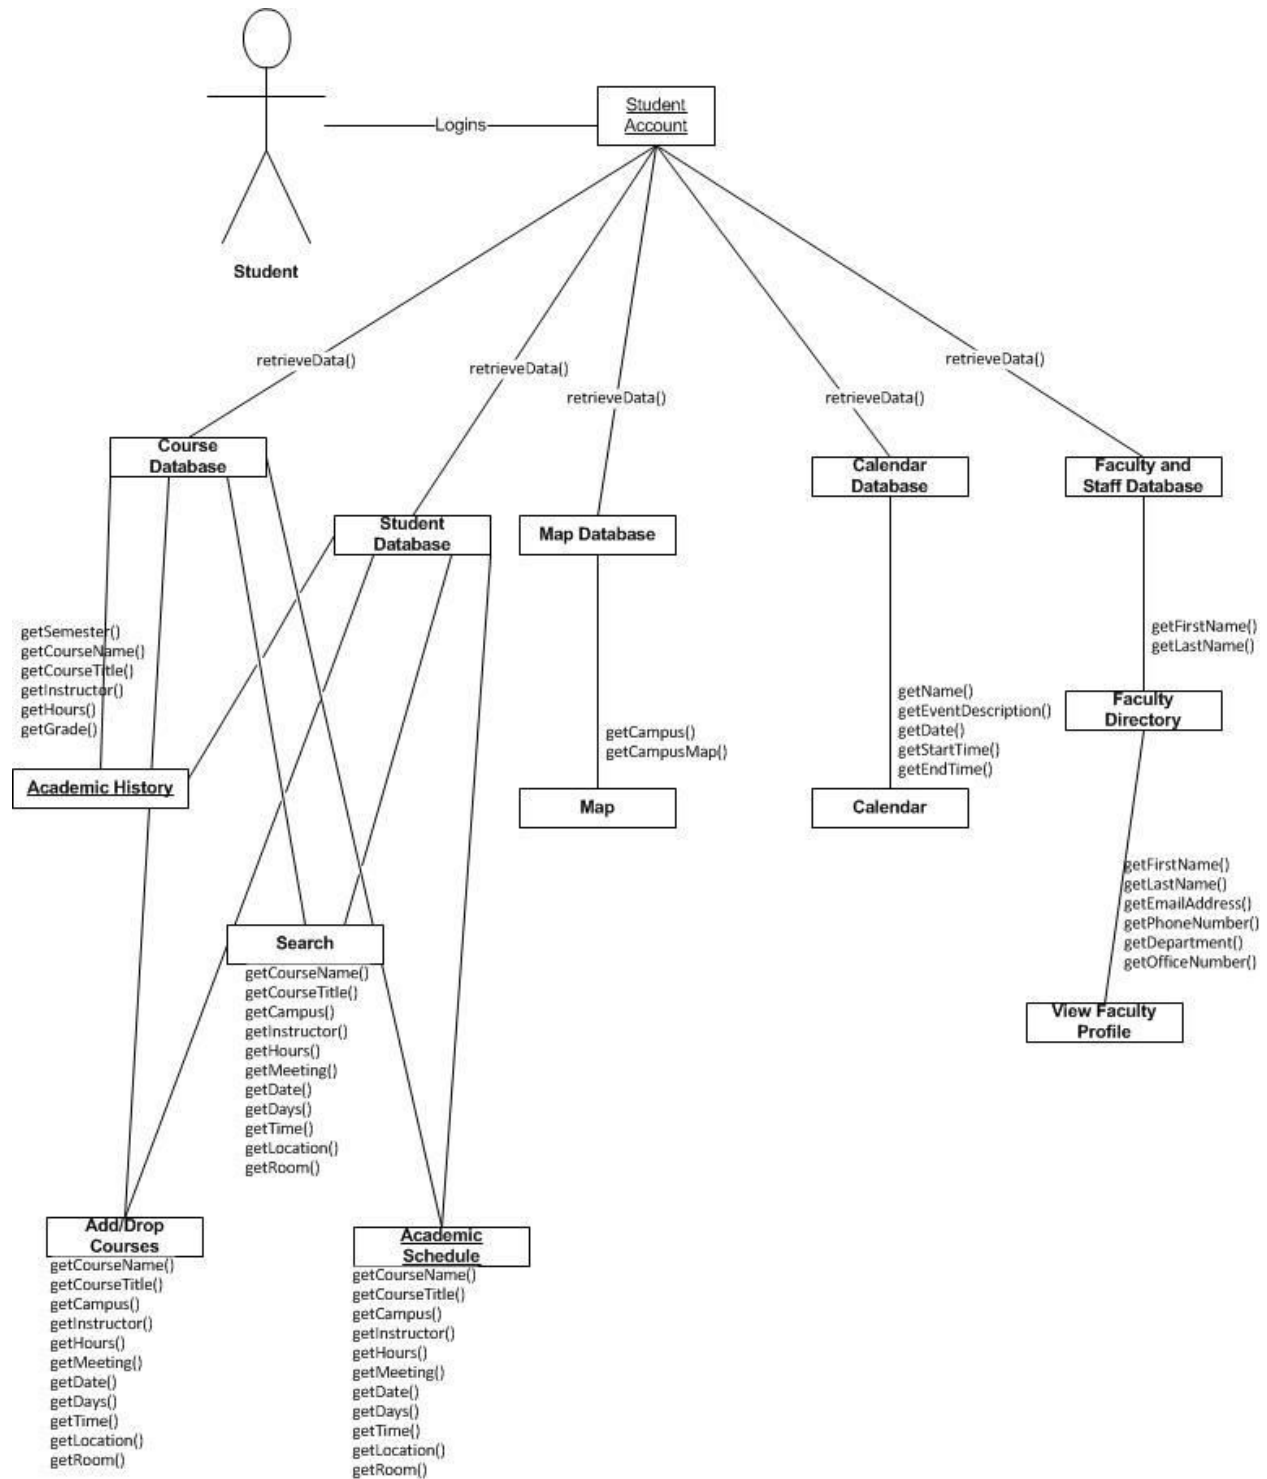 Student
Account
Logins
Student
retrieveData()
retrieveData()
retrieveData()
retrieveData()
retrieveData()
Course
Database
Student
Database
Map Database
Calendar
Database
Faculty and
Staff Database
getSemester()
getCourseName()
getCourseTitle()
getInstructor()
getHours()
getGrade()
Academic History
getCampus()
getCampusMap()
Map
getName()
getEventDescription()
getDate()
getStartTime()
getEndTime()
Calendar
getFirstName()
getLastName()
Faculty
Directory
getFirstName()
getLastName()
getEmailAddress()
getPhoneNumber()
getDepartment()
getOfficeNumber()
View Faculty
Profile
Search
getCourseName()
getCourseTitle()
getCampus()
getInstructor()
getHours()
getMeeting()
getDate()
getDays()
getTime()
getLocation()
getRoom()
Add/Drop
Courses
getCourseName()
getCourseTitle()
getCampus()
getInstructor()
getHours()
getMeeting()
getDate()
getDays()
getTime()
getLocation()
getRoom()
Academic
Schedule
getCourseName()
getCourseTitle()
getCampus()
getInstructor()
getHours()
getMeeting()
getDate()
getDays()
getTime()
getLocation()
getRoom()